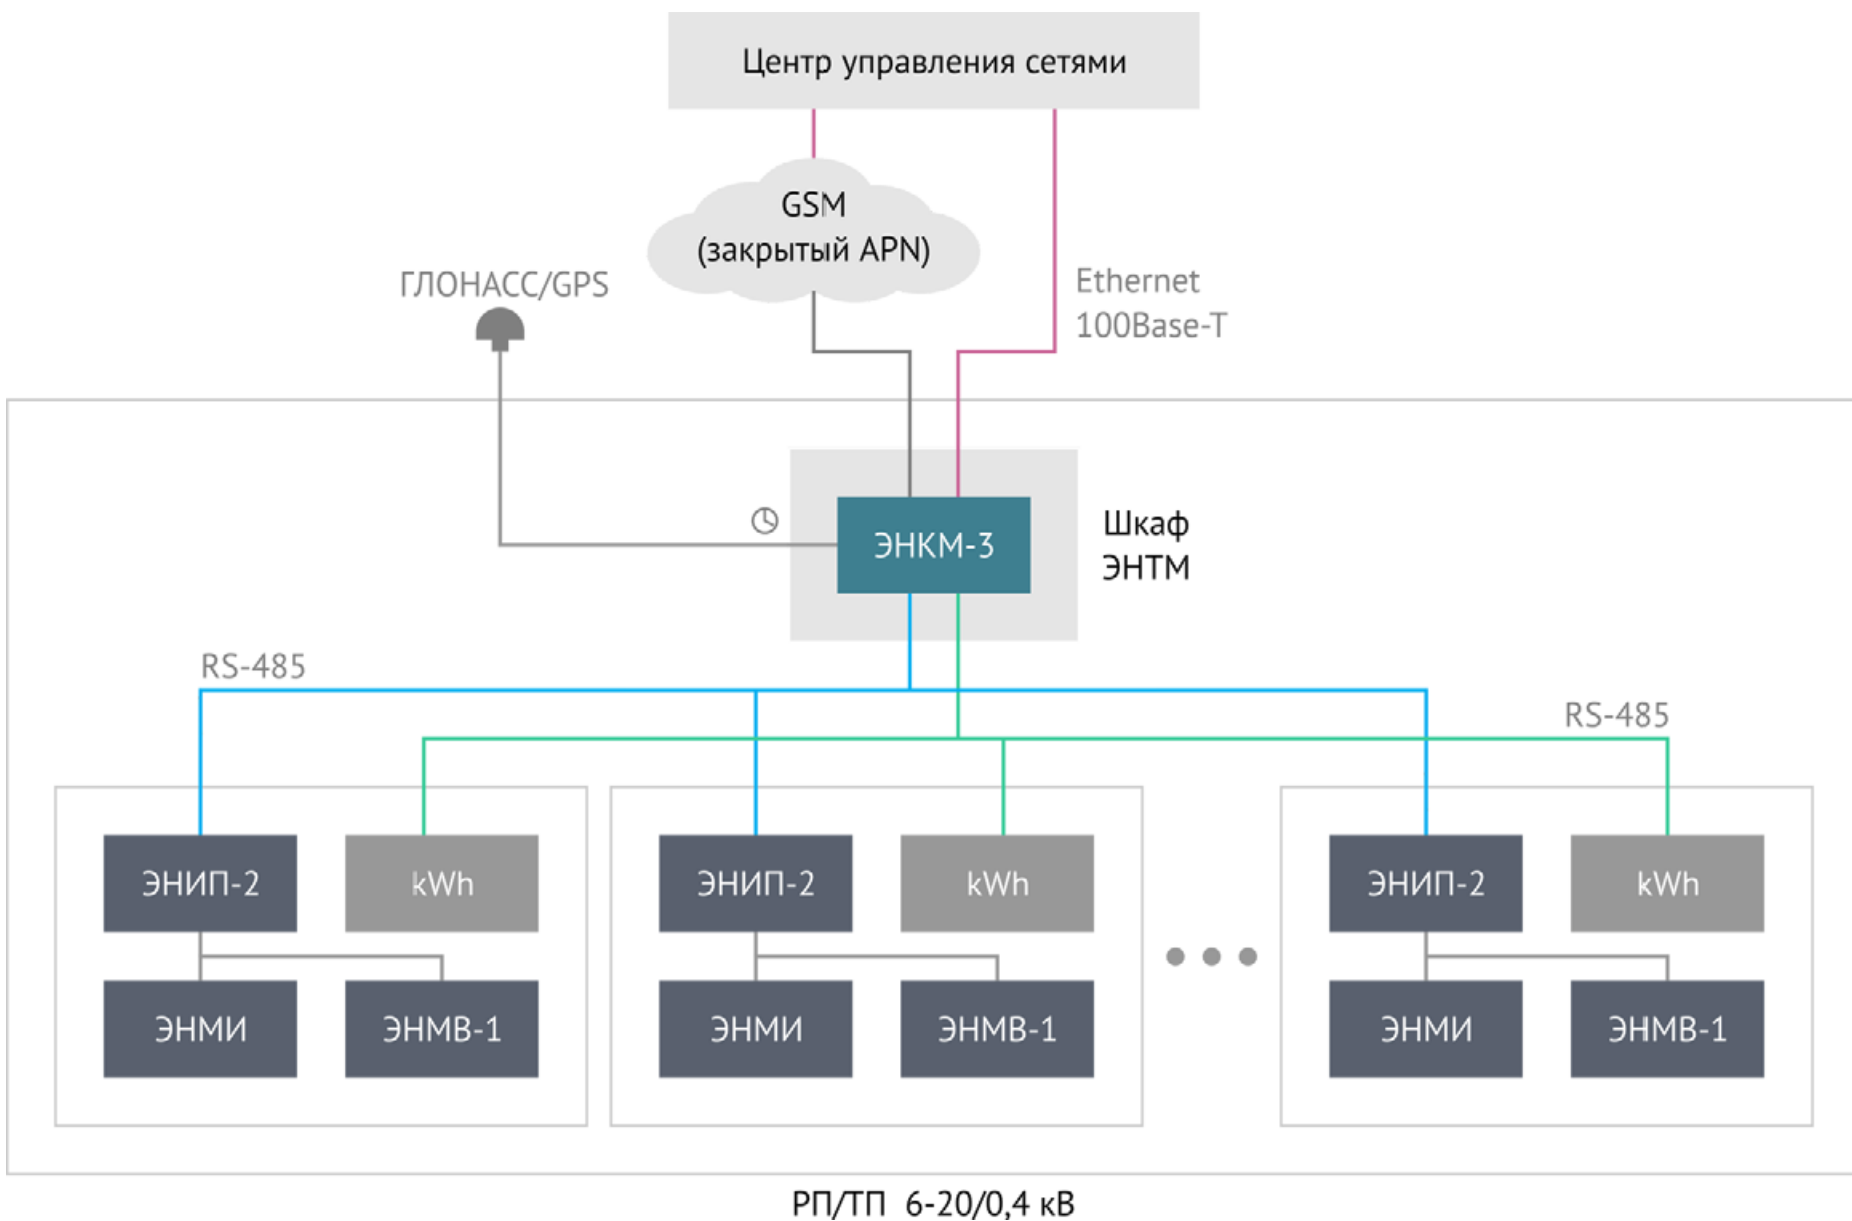 Центр управления сетями
GSM
(закрытый APN)
ГЛОНАСС/GPS
Ethernet
100Base-T
ЭНКМ-3
Шкаф
ЭНТМ
RS-485
RS-485
ЭНИП-2
kWh
ЭНИП-2
kWh
ЭНИП-2
kWh
ЭНМИ
ЭНМВ-1
ЭНМИ
ЭНМВ-1
ЭНМИ
ЭНМВ-1
РП/ТП 6-20/0,4 кВ